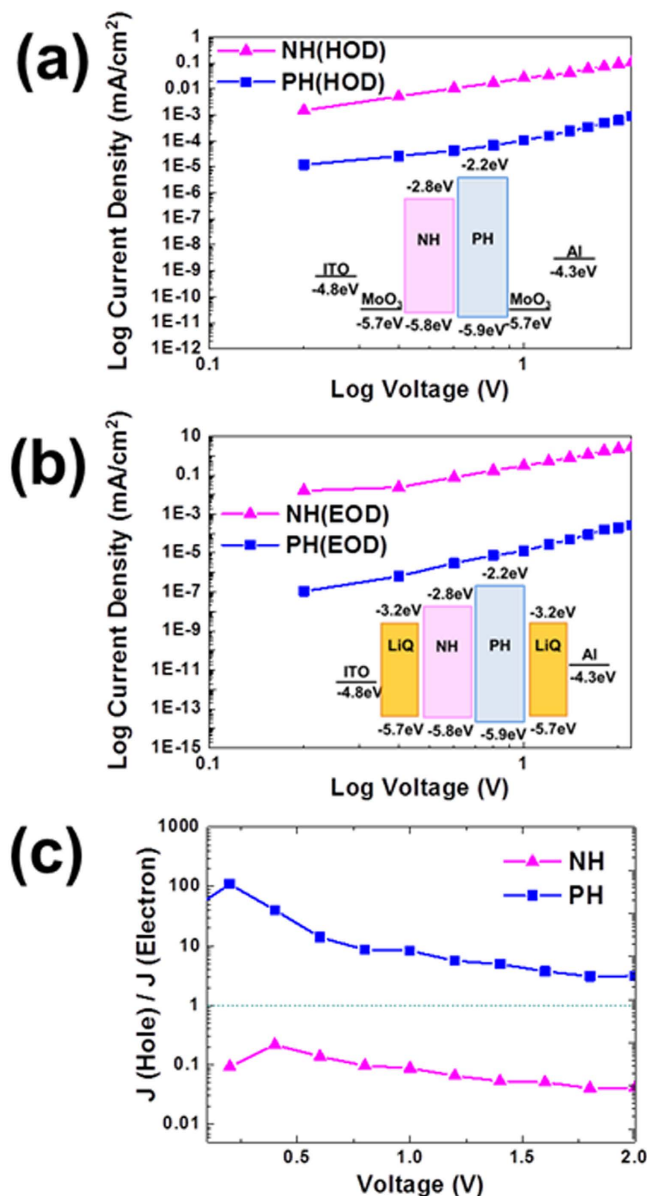 (a)
Log Current Density (mA/cm²)
1
0.1
0.01
1E-3
1E-4
1E-5
1E-6
1E-7
1E-8
1E-9
1E-10
1E-11
1E-12
NH(HOD)
PH(HOD)
-2.2eV
-2.8eV
NH
PH
ITO
-4.8eV
Al
-4.3eV
MoO₃
MoO₃
-5.7eV
-5.8eV
-5.9eV
-5.7eV
0.1
1
Log Voltage (V)
(b)
Log Current Density (mA/cm²)
10
0.1
1E-3
1E-5
1E-7
1E-9
1E-11
1E-13
1E-15
NH(EOD)
PH(EOD)
-2.2eV
-2.8eV
-3.2eV
-3.2eV
LiQ
NH
PH
LiQ
ITO
-4.8eV
Al
-4.3eV
-5.7eV
-5.8eV
-5.9eV
-5.7eV
0.1
1
Log Voltage (V)
(c)
J (Hole) / J (Electron)
1000
100
10
1
0.1
0.01
NH
PH
0.5
1.0
1.5
2.0
Voltage (V)